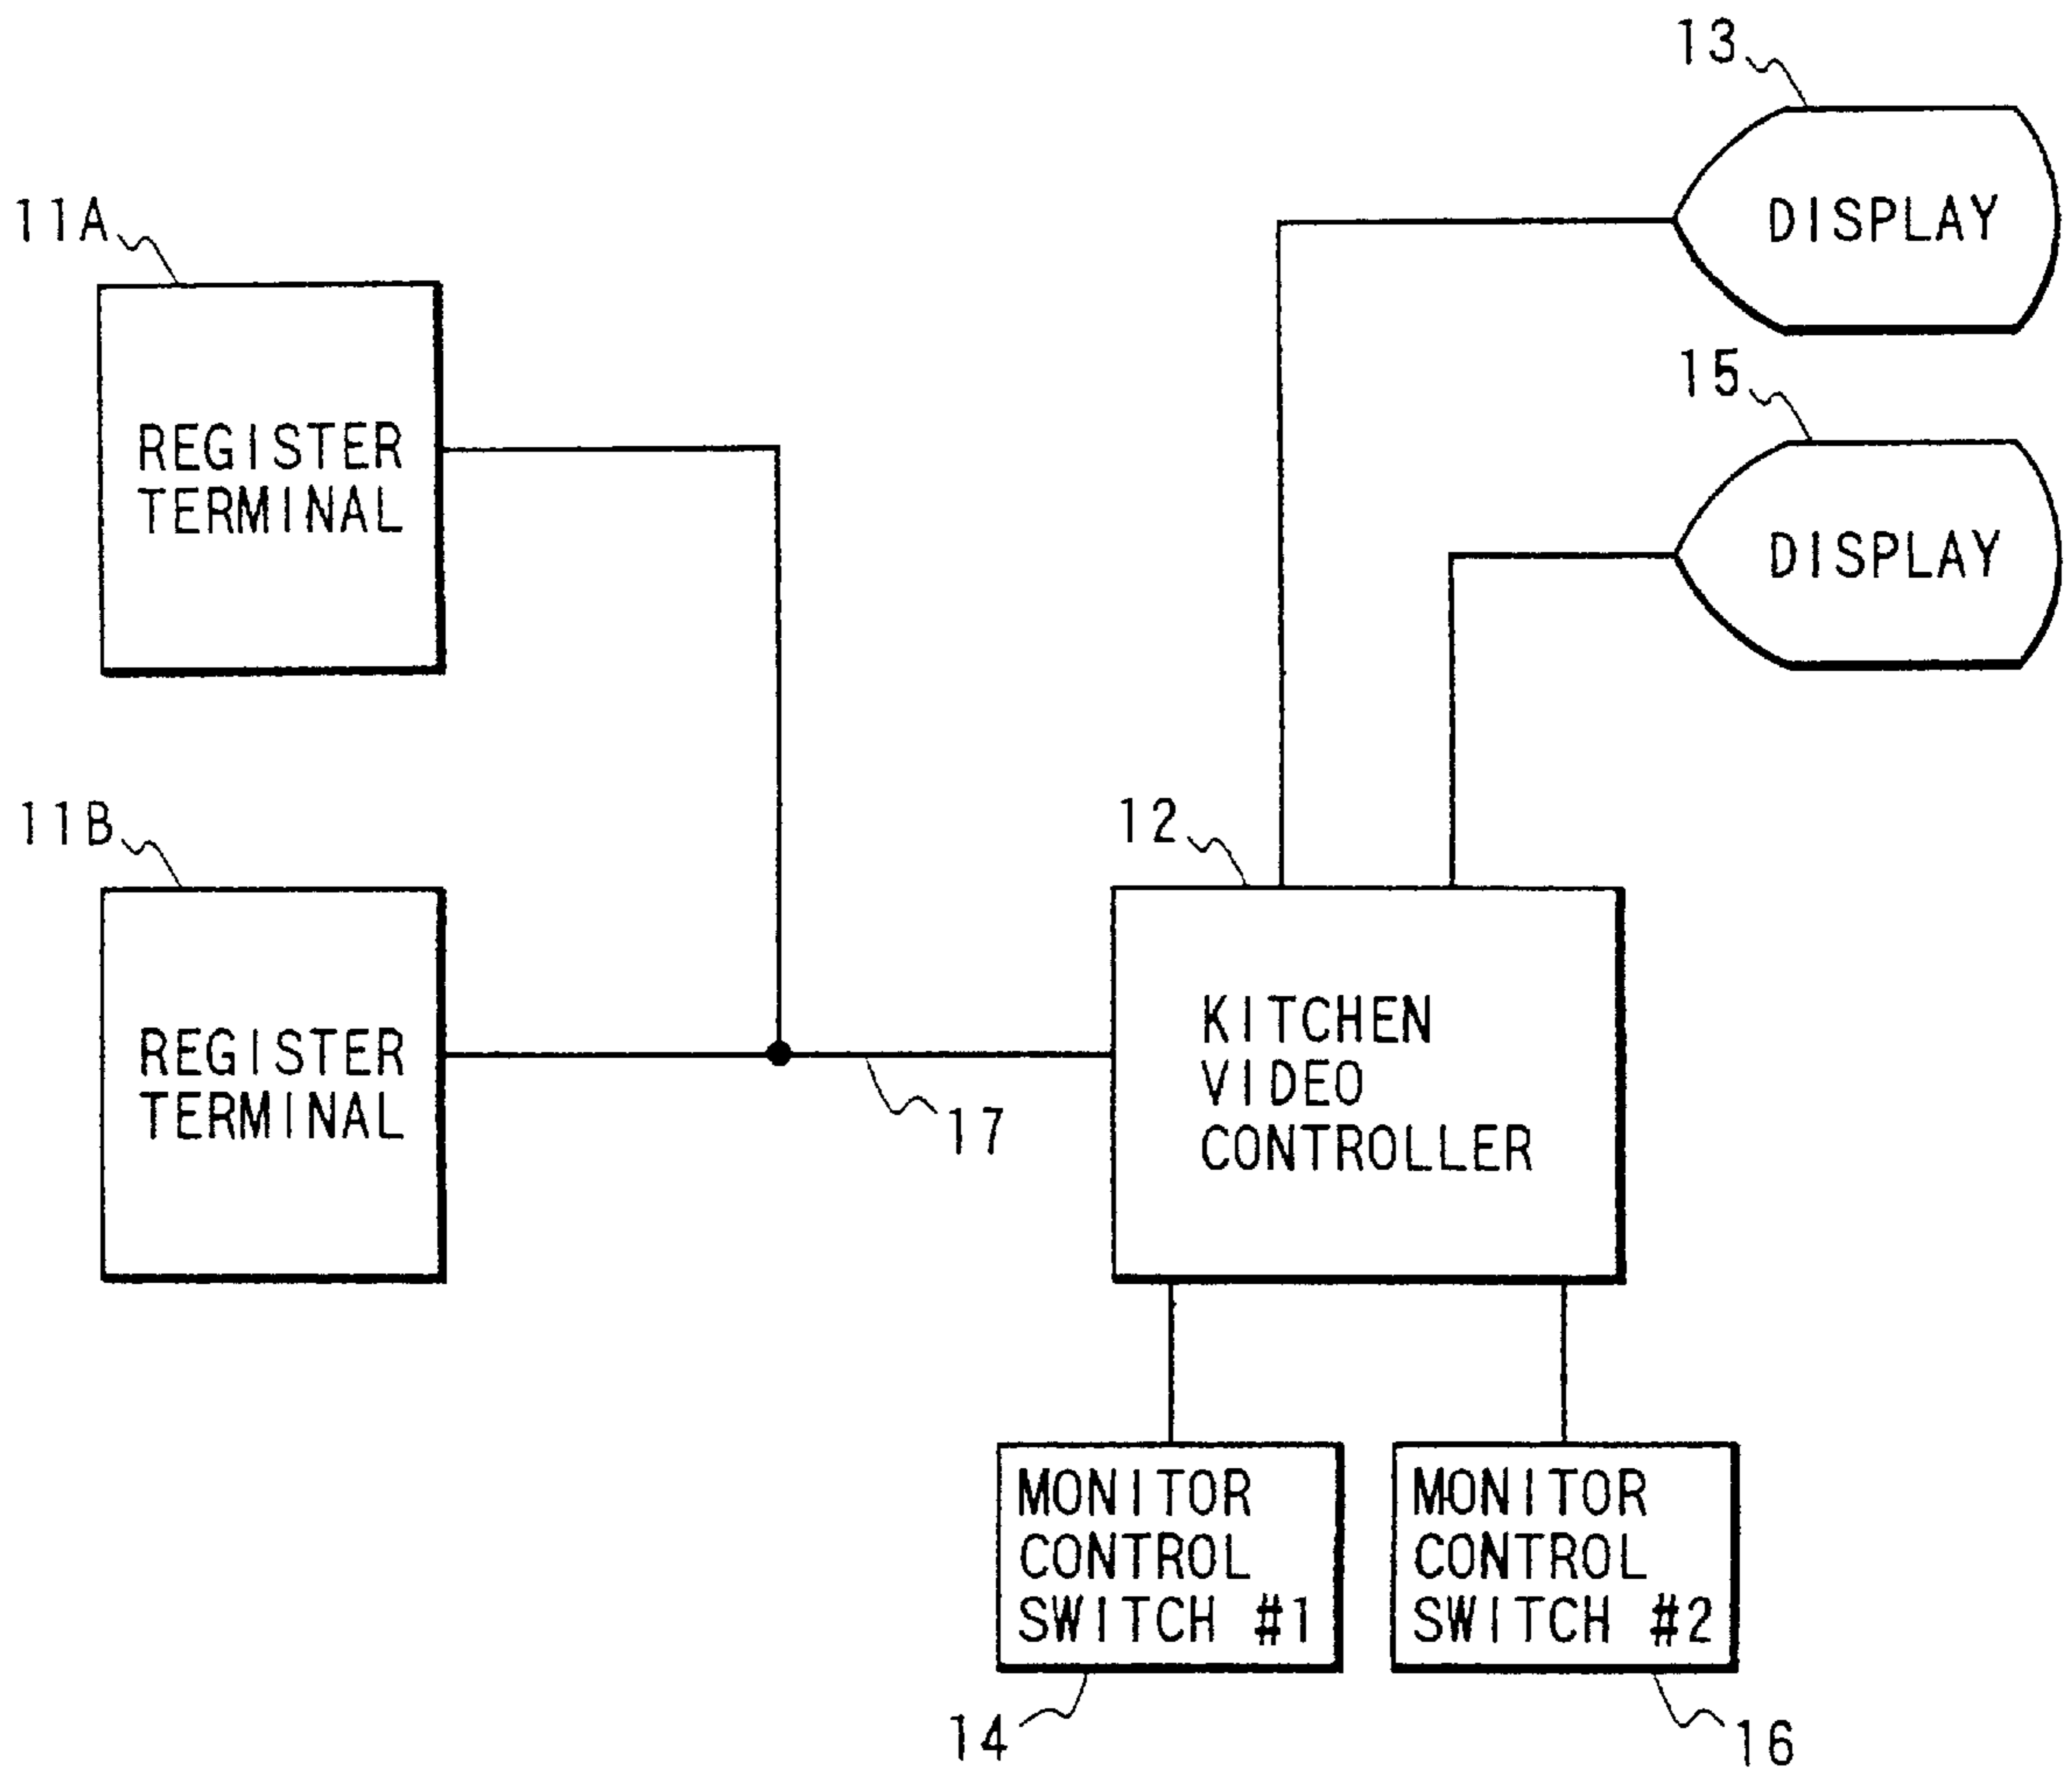 13
DISPLAY
11A
REGISTER
TERMINAL
15
DISPLAY
11B
REGISTER
TERMINAL
12
KITCHEN
VIDEO
CONTROLLER
17
MONITOR
CONTROL
SWITCH #1
14
MONITOR
CONTROL
SWITCH #2
16